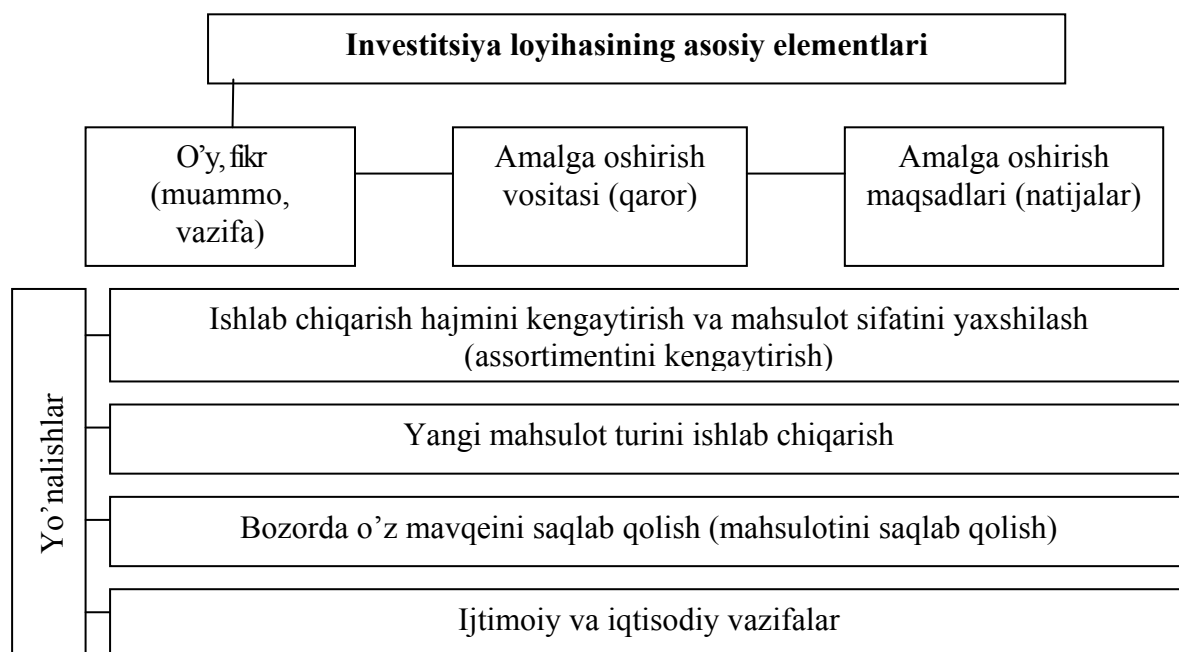 Investitsiya loyihasining asosiy elementlari
O’y, fikr
(muammo,
vazifa)
Amalga oshirish
vositasi (qaror)
Amalga oshirish
maqsadlari (natijalar)
Yo’nalishlar
Ishlab chiqarish hajmini kengaytirish va mahsulot sifatini yaxshilash
(assortimentini kengaytirish)
Yangi mahsulot turini ishlab chiqarish
Bozorda o’z mavqeini saqlab qolish (mahsulotini saqlab qolish)
Ijtimoiy va iqtisodiy vazifalar